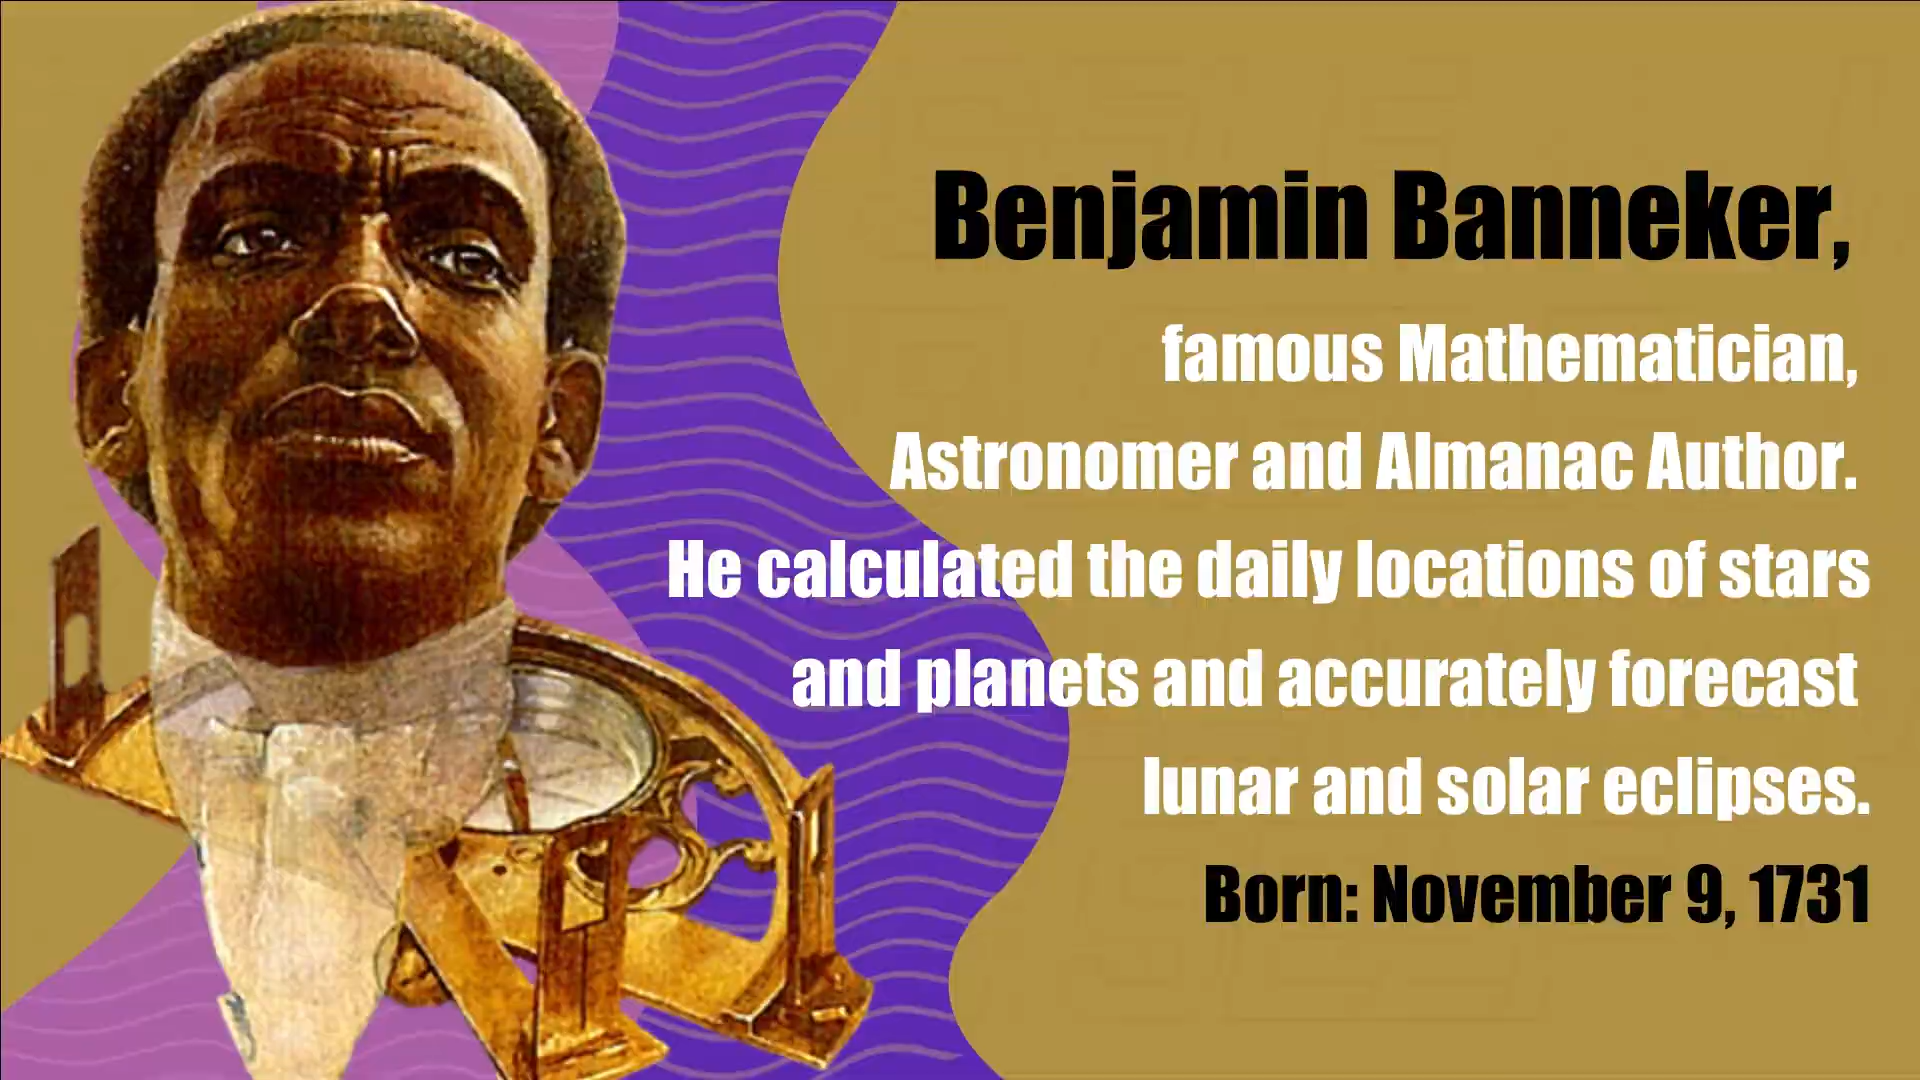 Benjamin Banneker,
famous Mathematician,
Astronomer and Almanac Author.
He calculated the daily locations of stars
and planets and accurately forecast
lunar and solar eclipses.
Born: November 9, 1731